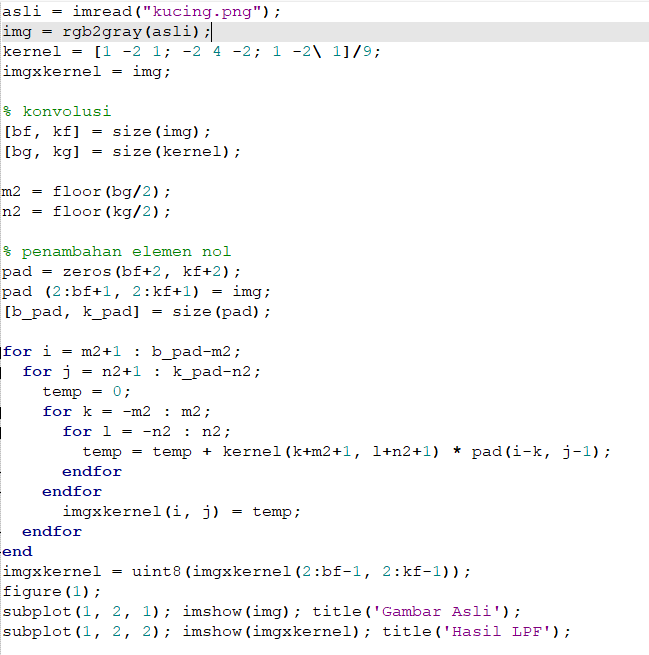 asli = imread("kucing.png");
img = rgb2gray(asli);
kernel = [1 -2 1; -2 4 -2; 1 -2\ 1]/9;
imgxkernel = img;

% konvolusi
[bf, kf] = size(img);
[bg, kg] = size(kernel);

m2 = floor(bg/2);
n2 = floor(kg/2);

% penambahan elemen nol
pad = zeros(bf+2, kf+2);
pad (2:bf+1, 2:kf+1) = img;
[b_pad, k_pad] = size(pad);

for i = m2+1 : b_pad-m2;
  for j = n2+1 : k_pad-n2;
    temp = 0;
    for k = -m2 : m2;
      for l = -n2 : n2;
        temp = temp + kernel(k+m2+1, l+n2+1) * pad(i-k, j-1);
      endfor
    endfor
      imgxkernel(i, j) = temp;
  endfor
end
imgxkernel = uint8(imgxkernel(2:bf-1, 2:kf-1));
figure(1);
subplot(1, 2, 1); imshow(img); title('Gambar Asli');
subplot(1, 2, 2); imshow(imgxkernel); title('Hasil LPF');